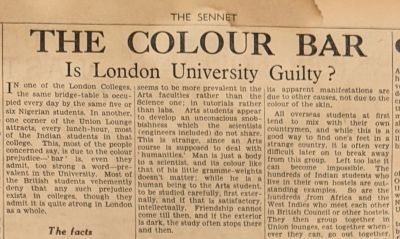 THE SENNET
THE COLOUR BAR
Is London University Guilty ?
IN one of the London Colleges,
the same bridge-table is occu-
pied every day by the same five or
six Nigerian students. In another,
one corner of the Union Lounge
attracts, every lunch-hour, most
of the Indian students in that
college. This, most of the people
concerned say, is due to the colour
prejudice—'bar' is, even they
admit, too strong a word—pre-
valent in the University. Most of
the British students vehemently
deny that any such prejudice
exists in colleges, though they
admit it is quite strong in London
as a whole.
The facts
seems to be more prevalent in the
Arts faculties rather than the
Science one; in tutorials rather
than labs. Arts students appear
to develop an unconscious snob-
bishness which the scientists
(engineers included) do not share.
This is strange, since an Arts
course is supposed to deal with
'humanities.' Man is just a body
to a scientist, and its colour like
that of his little gramme-weights
doesn't matter; while he is a
human being to the Arts student,
to be studied carefully, first exter-
nally, and if that is satisfactory,
intellectually. Friendship cannot
come till then, and if the exterior
is dark, the study often stops there
and then.
its apparent manifestations are
due to other causes, not due to the
colour of the skin.
All overseas students at first
tend to mix with their own
countrymen, and while this is a
good way to find one's feet in a
strange country, it is often very
difficult later on to break away
from this group. Left too late it
can become impossible. The
hundreds of Indian students who
live in their own hostels are out-
standing examples. So are the
hundreds from Africa and the
West Indies who meet each other
in British Council or other hostels.
They then group together in
Union lounges, eat together when-
ever they can, go out together,